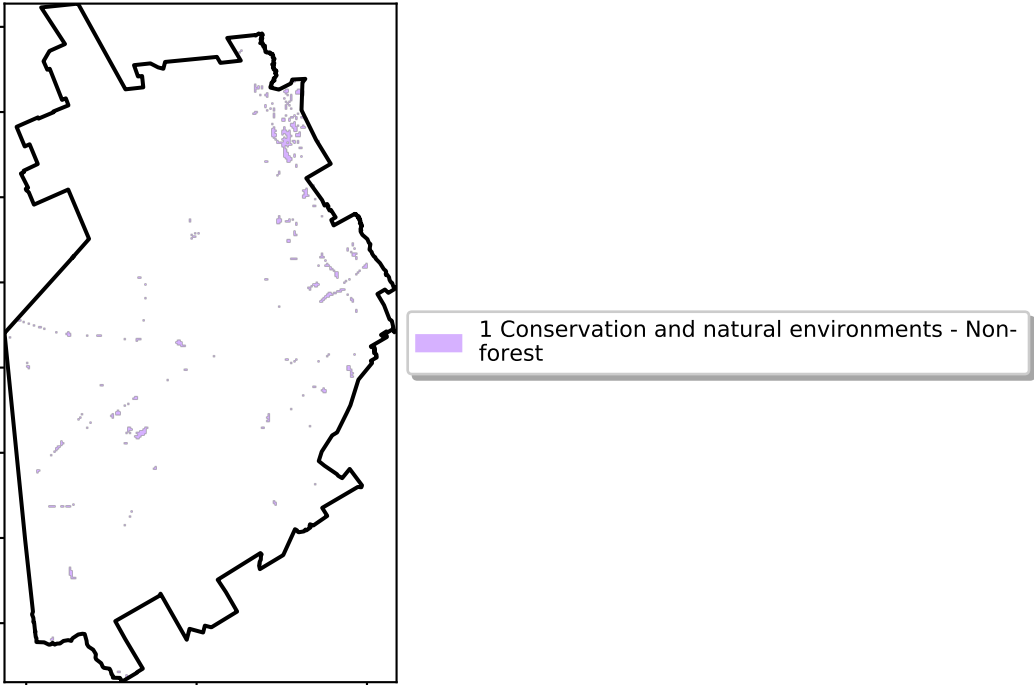 1 Conservation and natural environments - Non-
forest